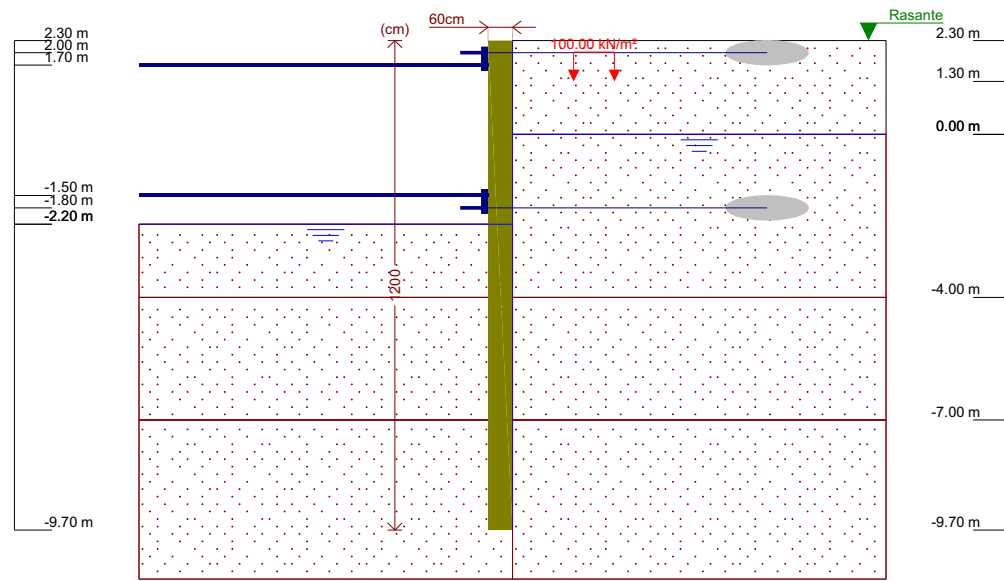 60cm
Rasante
(cm)
2.30 m
2.00 m
1.70 m
100.00 kN/m²
2.30 m
1.30 m
0.00 m
-1.50 m
-1.80 m
-2.20 m
1200
-4.00 m
-7.00 m
-9.70 m
-9.70 m